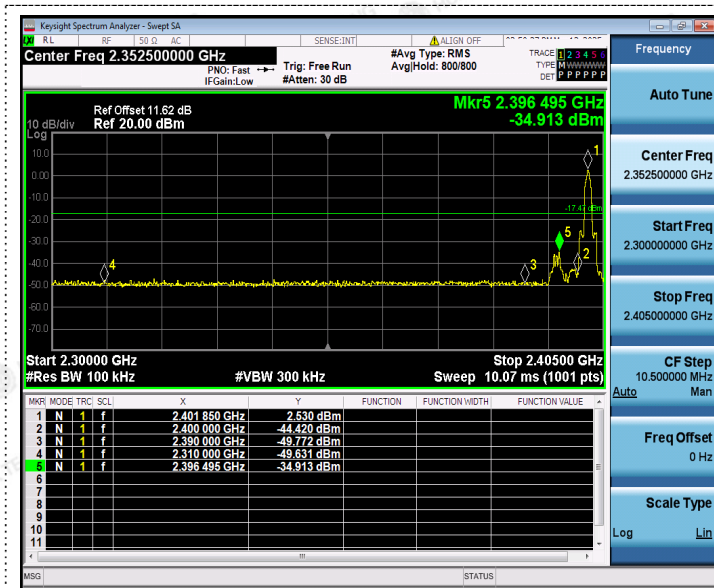 Keysight Spectrum Analyzer - Swept SA
RL RF 50 Ω AC SENSE:INT ALIGN OFF
Center Freq 2.352500000 GHz
PNO: Fast Trig: Free Run
IFGain:Low #Atten: 30 dB
#Avg Type: RMS
Avg|Hold: 800/800
TRACE 1 2 3 4 5 6
TYPE M W W W W W
DET P P P P P P
Frequency
Auto Tune
Center Freq
2.352500000 GHz
Start Freq
2.300000000 GHz
Stop Freq
2.405000000 GHz
CF Step
10.500000 MHz
Auto Man
Freq Offset
0 Hz
Scale Type
Log Lin
Ref Offset 11.62 dB
10 dB/div Ref 20.00 dBm
Log
Mkr5 2.396 495 GHz
-34.913 dBm
10.0
0.00
-10.0
-20.0
-30.0
-40.0
-50.0
-60.0
-70.0
-17.47 dBm
1
5
2
3
4
Start 2.30000 GHz Stop 2.40500 GHz
#Res BW 100 kHz #VBW 300 kHz Sweep 10.07 ms (1001 pts)
MKR MODE TRC SCL X Y FUNCTION FUNCTION WIDTH FUNCTION VALUE
1 N 1 f 2.401 850 GHz 2.530 dBm
2 N 1 f 2.400 000 GHz -44.420 dBm
3 N 1 f 2.390 000 GHz -49.772 dBm
4 N 1 f 2.310 000 GHz -49.631 dBm
5 N 1 f 2.396 495 GHz -34.913 dBm
6
7
8
9
10
11
MSG STATUS